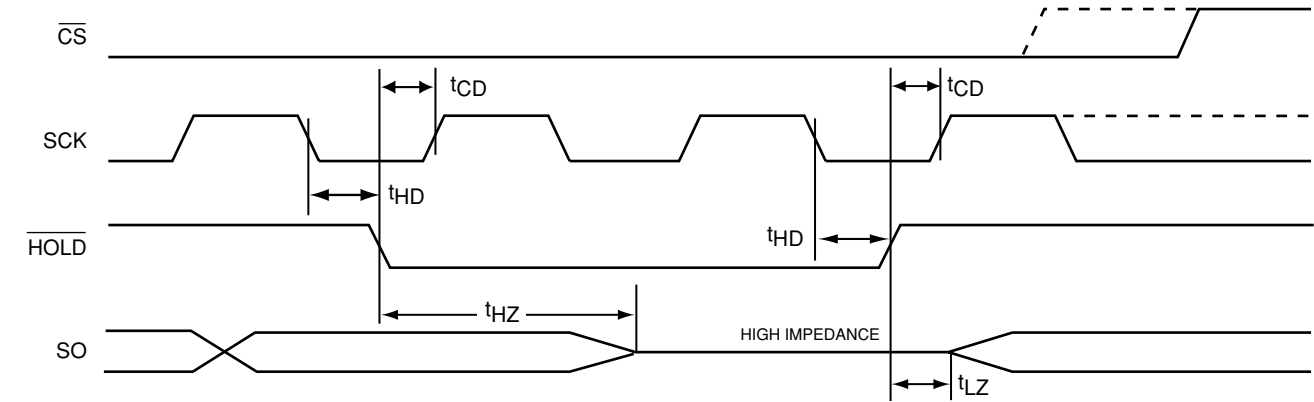 CS
tCD
tCD
SCK
tHD
HOLD
tHD
tHZ
HIGH IMPEDANCE
SO
tLZ